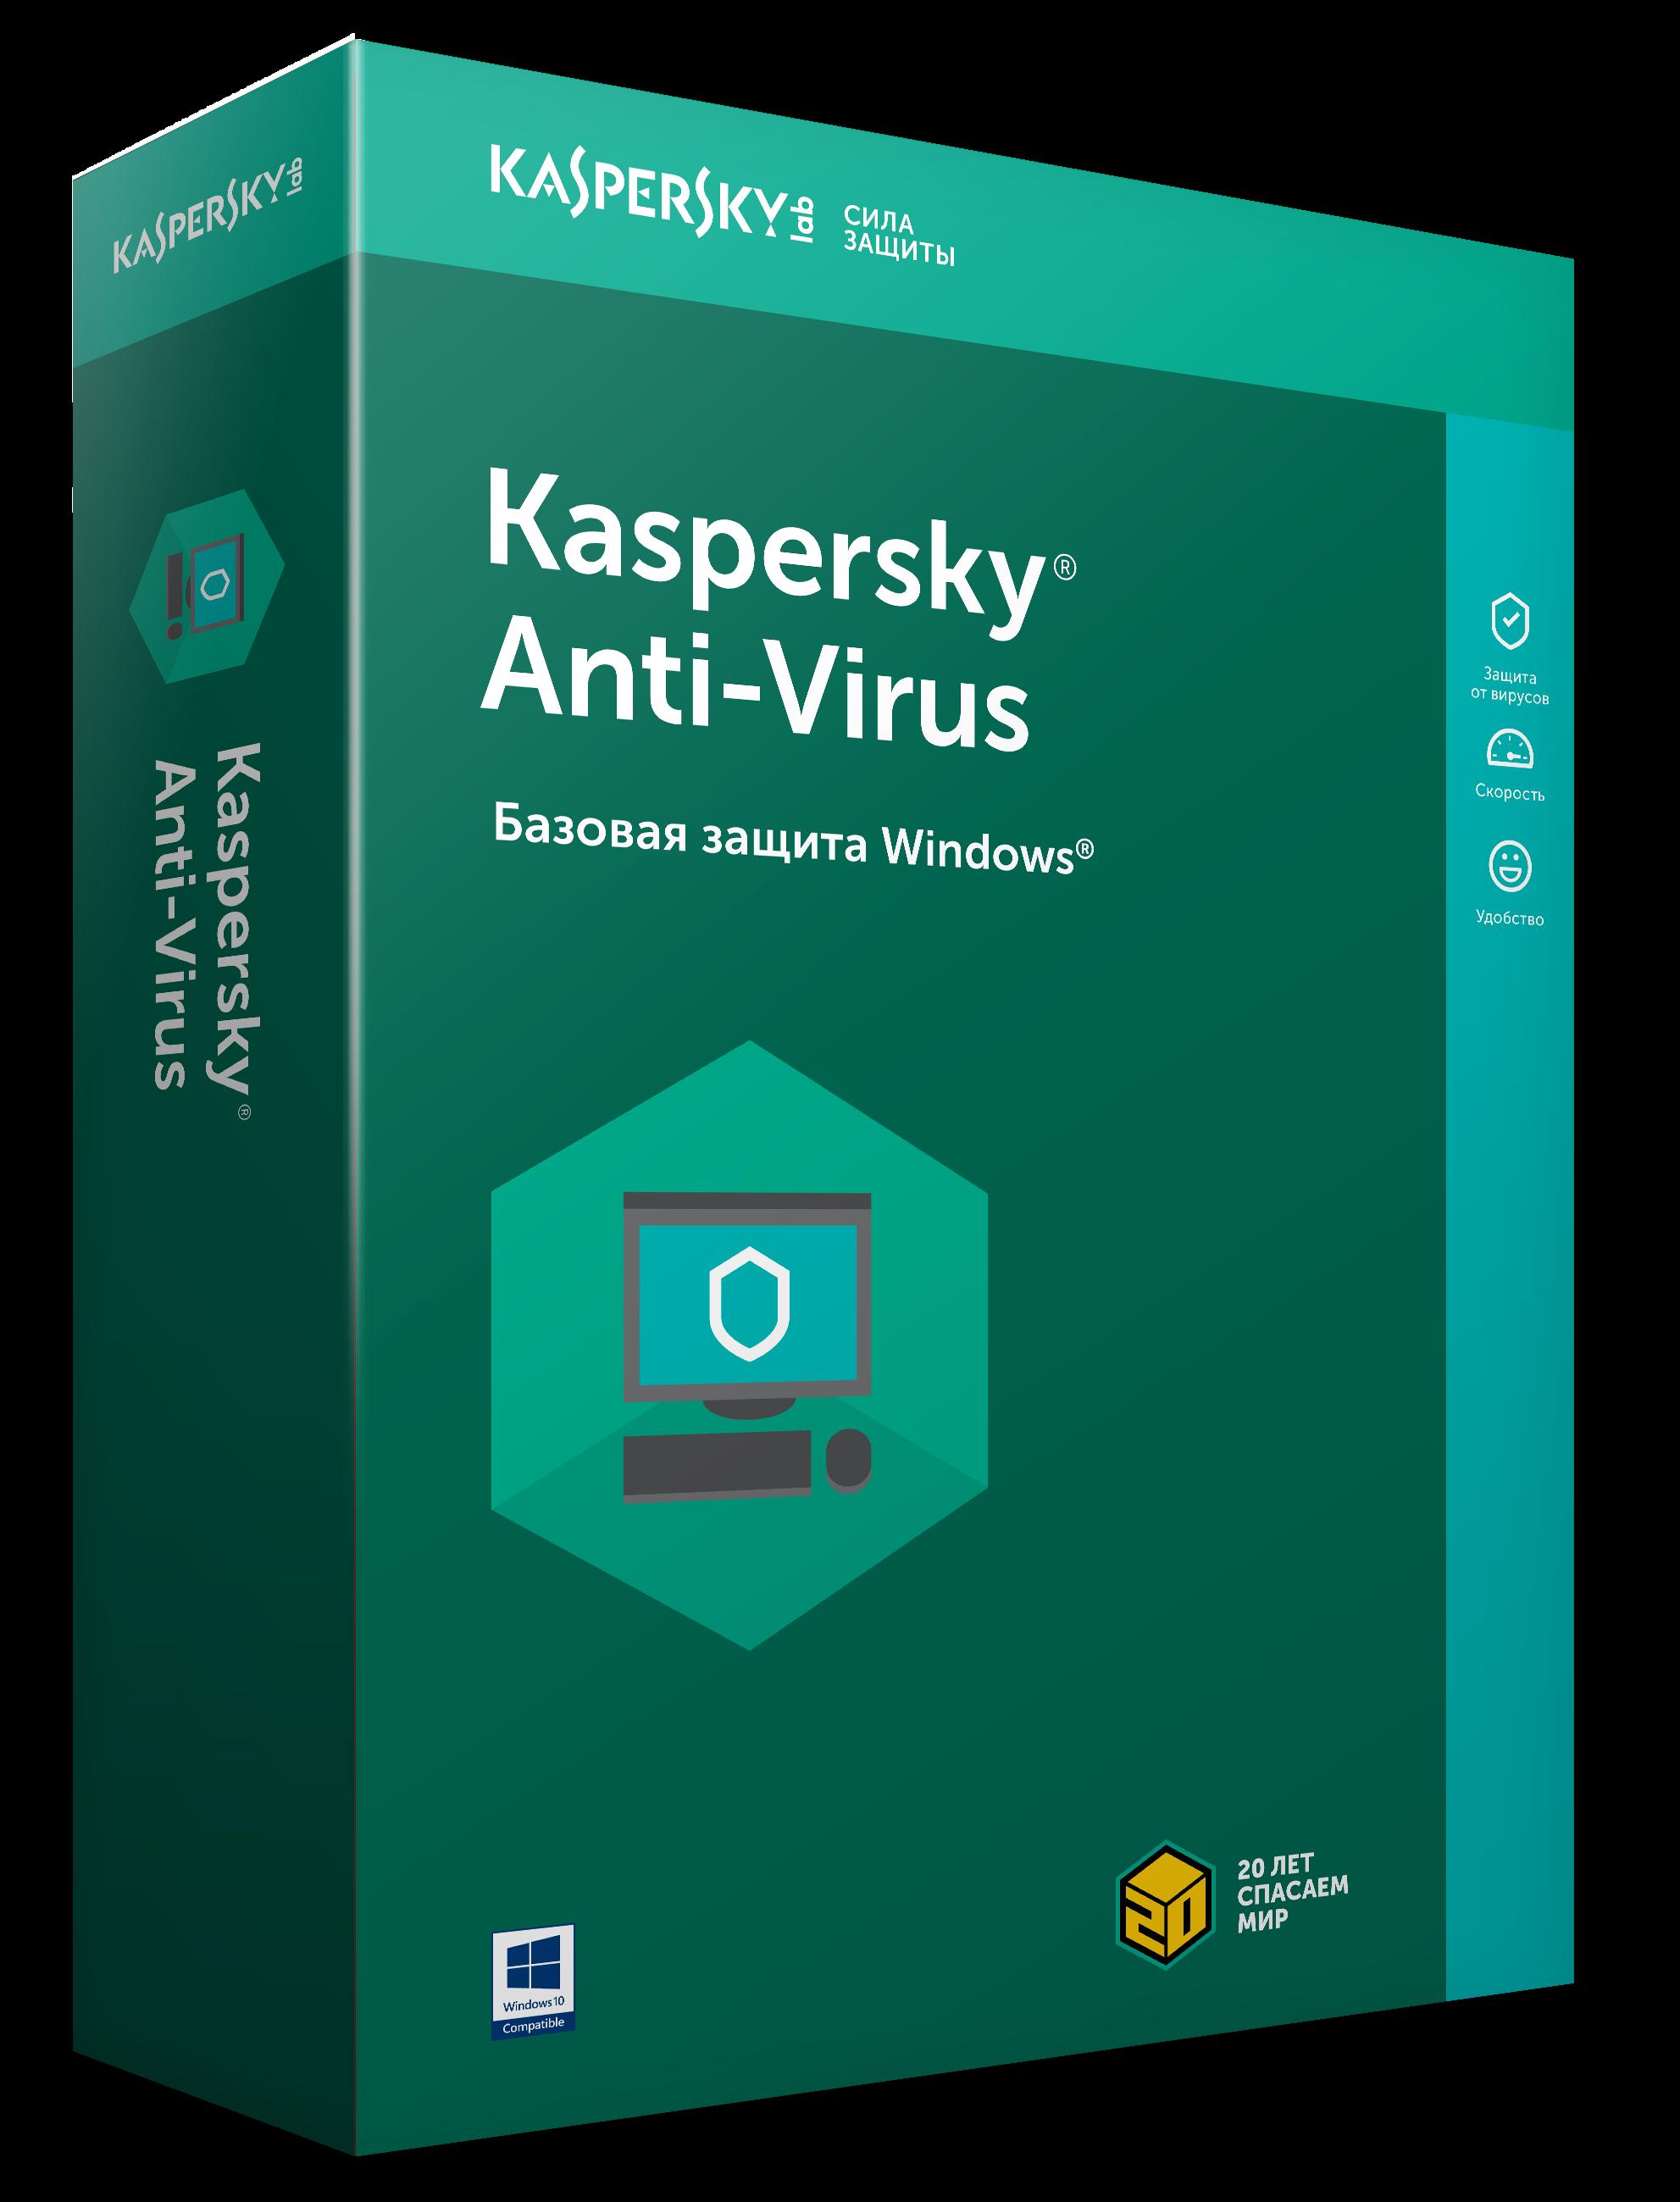 KASPERSKY lab
KASPERSKY lab
СИЛА
ЗАЩИТЫ
Kaspersky®
Anti-Virus
Kaspersky®
Anti-Virus
Базовая защита Windows®
Защита
от вирусов
Скорость
Удобство
20
20 ЛЕТ
СПАСАЕМ
МИР
Windows 10
Compatible